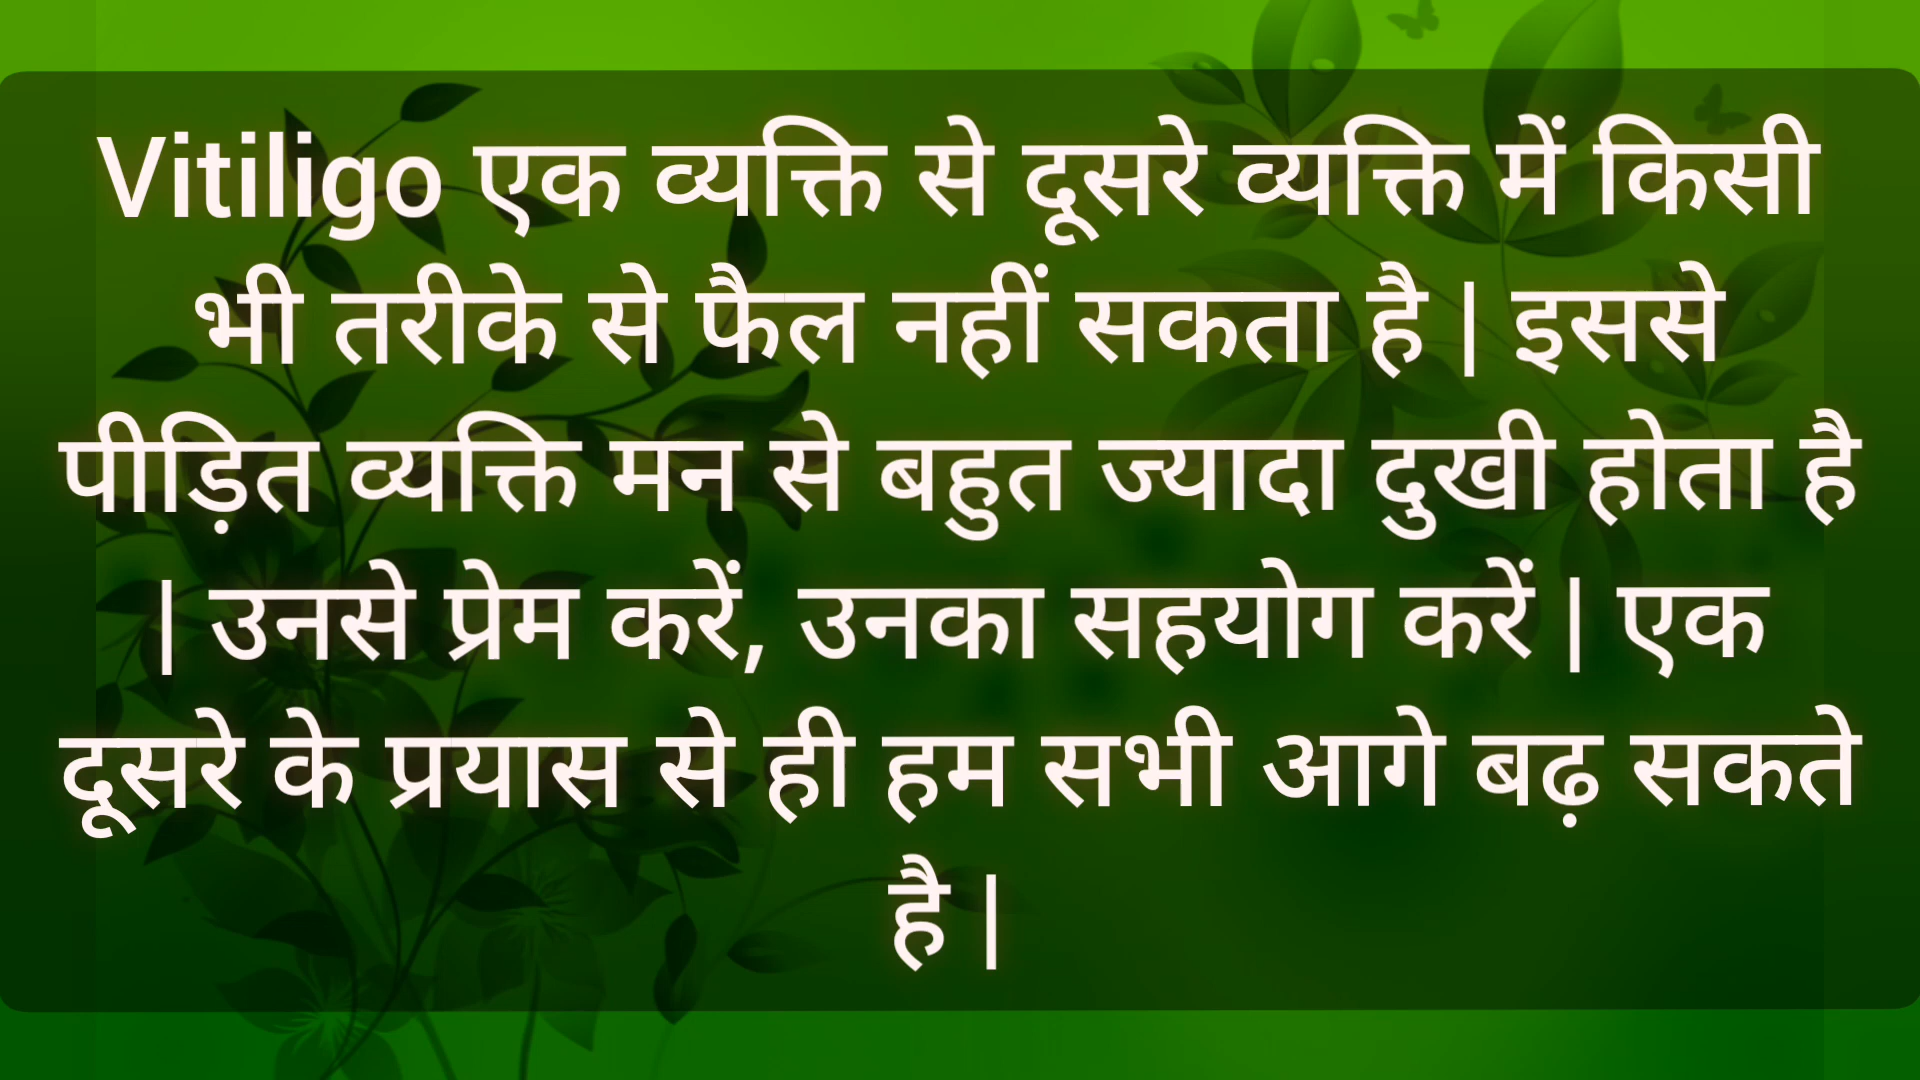 Vitiligo एक व्यक्ति से दूसरे व्यक्ति में किसी
भी तरीके से फैल नहीं सकता है | इससे
पीड़ित व्यक्ति मन से बहुत ज्यादा दुखी होता है
| उनसे प्रेम करें, उनका सहयोग करें | एक
दूसरे के प्रयास से ही हम सभी आगे बढ़ सकते
है |